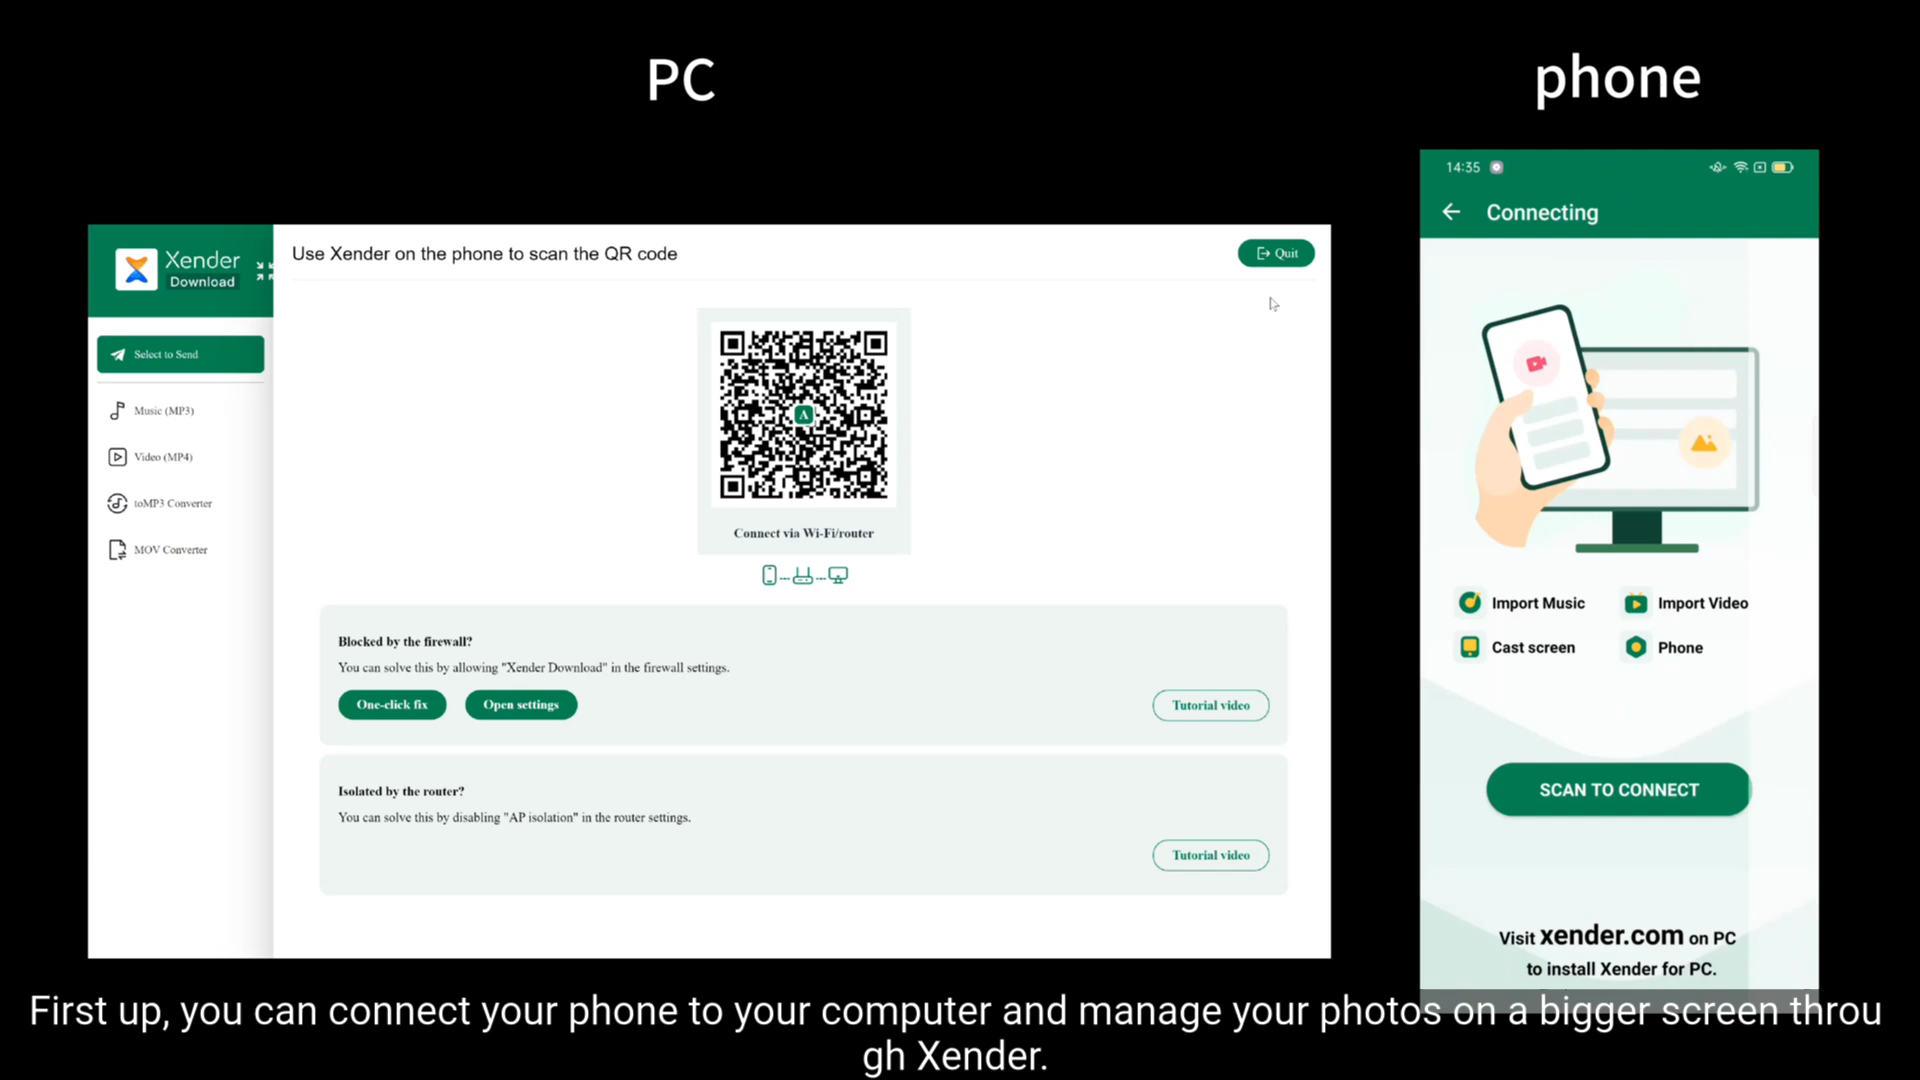 PC
phone
Xender
Download
Use Xender on the phone to scan the QR code
Quit
Select to Send
Music (MP3)
Video (MP4)
toMP3 Converter
MOV Converter
Λ
Connect via Wi-Fi/router
Blocked by the firewall?
You can solve this by allowing "Xender Download" in the firewall settings.
One-click fix
Open settings
Tutorial video
Isolated by the router?
You can solve this by disabling "AP isolation" in the router settings.
Tutorial video
14:35
Connecting
Import Music
Import Video
Cast screen
Phone
SCAN TO CONNECT
Visit xender.com on PC
to install Xender for PC.
First up, you can connect your phone to your computer and manage your photos on a bigger screen throu
gh Xender.